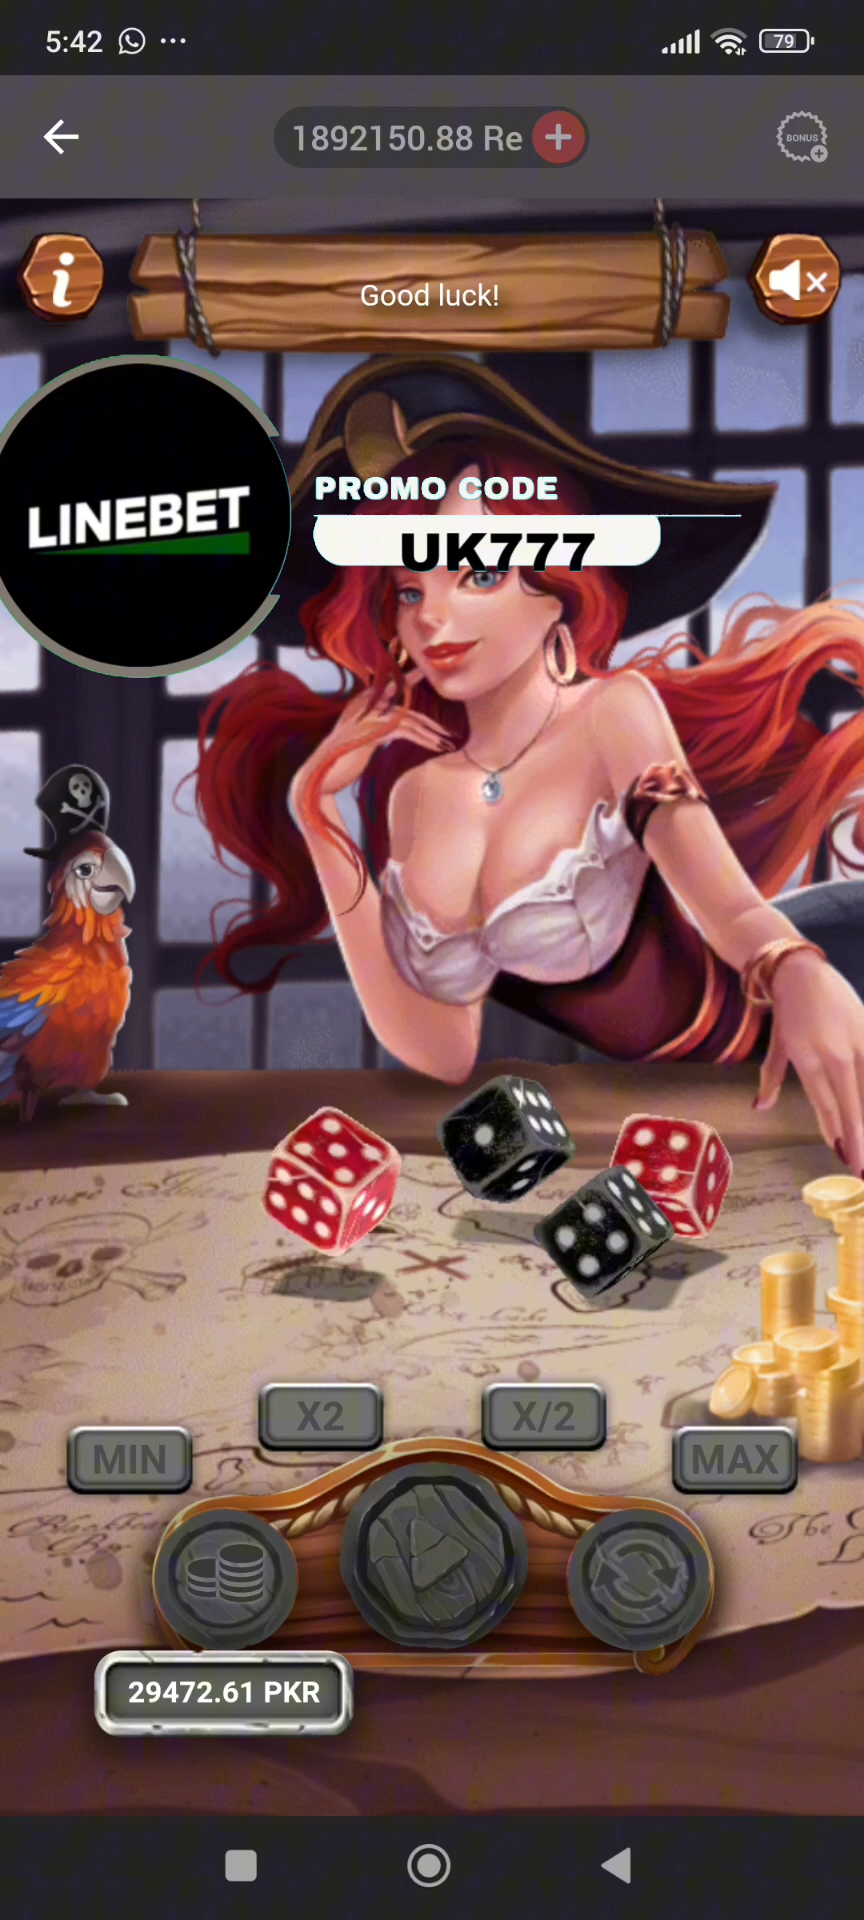 5:42
79
1892150.88 Re
BONUS
Good luck!
LINEBET
PROMO CODE
UK777
X2
X/2
MIN
MAX
29472.61 PKR